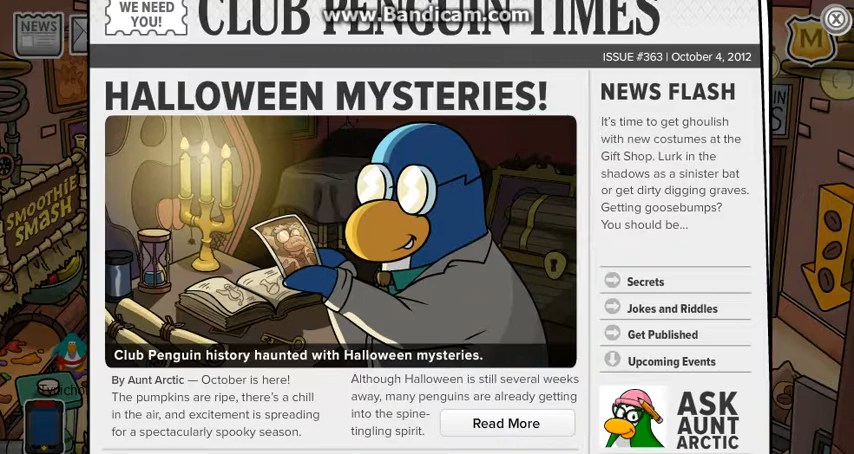 WE NEED
YOU!
CLUB PENGUIN TIMES
www.Bandicam.com
NEWS
ISSUE #363 | October 4, 2012
HALLOWEEN MYSTERIES!
Club Penguin history haunted with Halloween mysteries.
By Aunt Arctic — October is here!
The pumpkins are ripe, there's a chill
in the air, and excitement is spreading
for a spectacularly spooky season.
Although Halloween is still several weeks
away, many penguins are already getting
into the spine-
tingling spirit.
Read More
NEWS FLASH
It's time to get ghoulish
with new costumes at the
Gift Shop. Lurk in the
shadows as a sinister bat
or get dirty digging graves.
Getting goosebumps?
You should be...
Secrets
Jokes and Riddles
Get Published
Upcoming Events
ASK
AUNT
ARCTIC
SMOOTHIE
SMASH
M